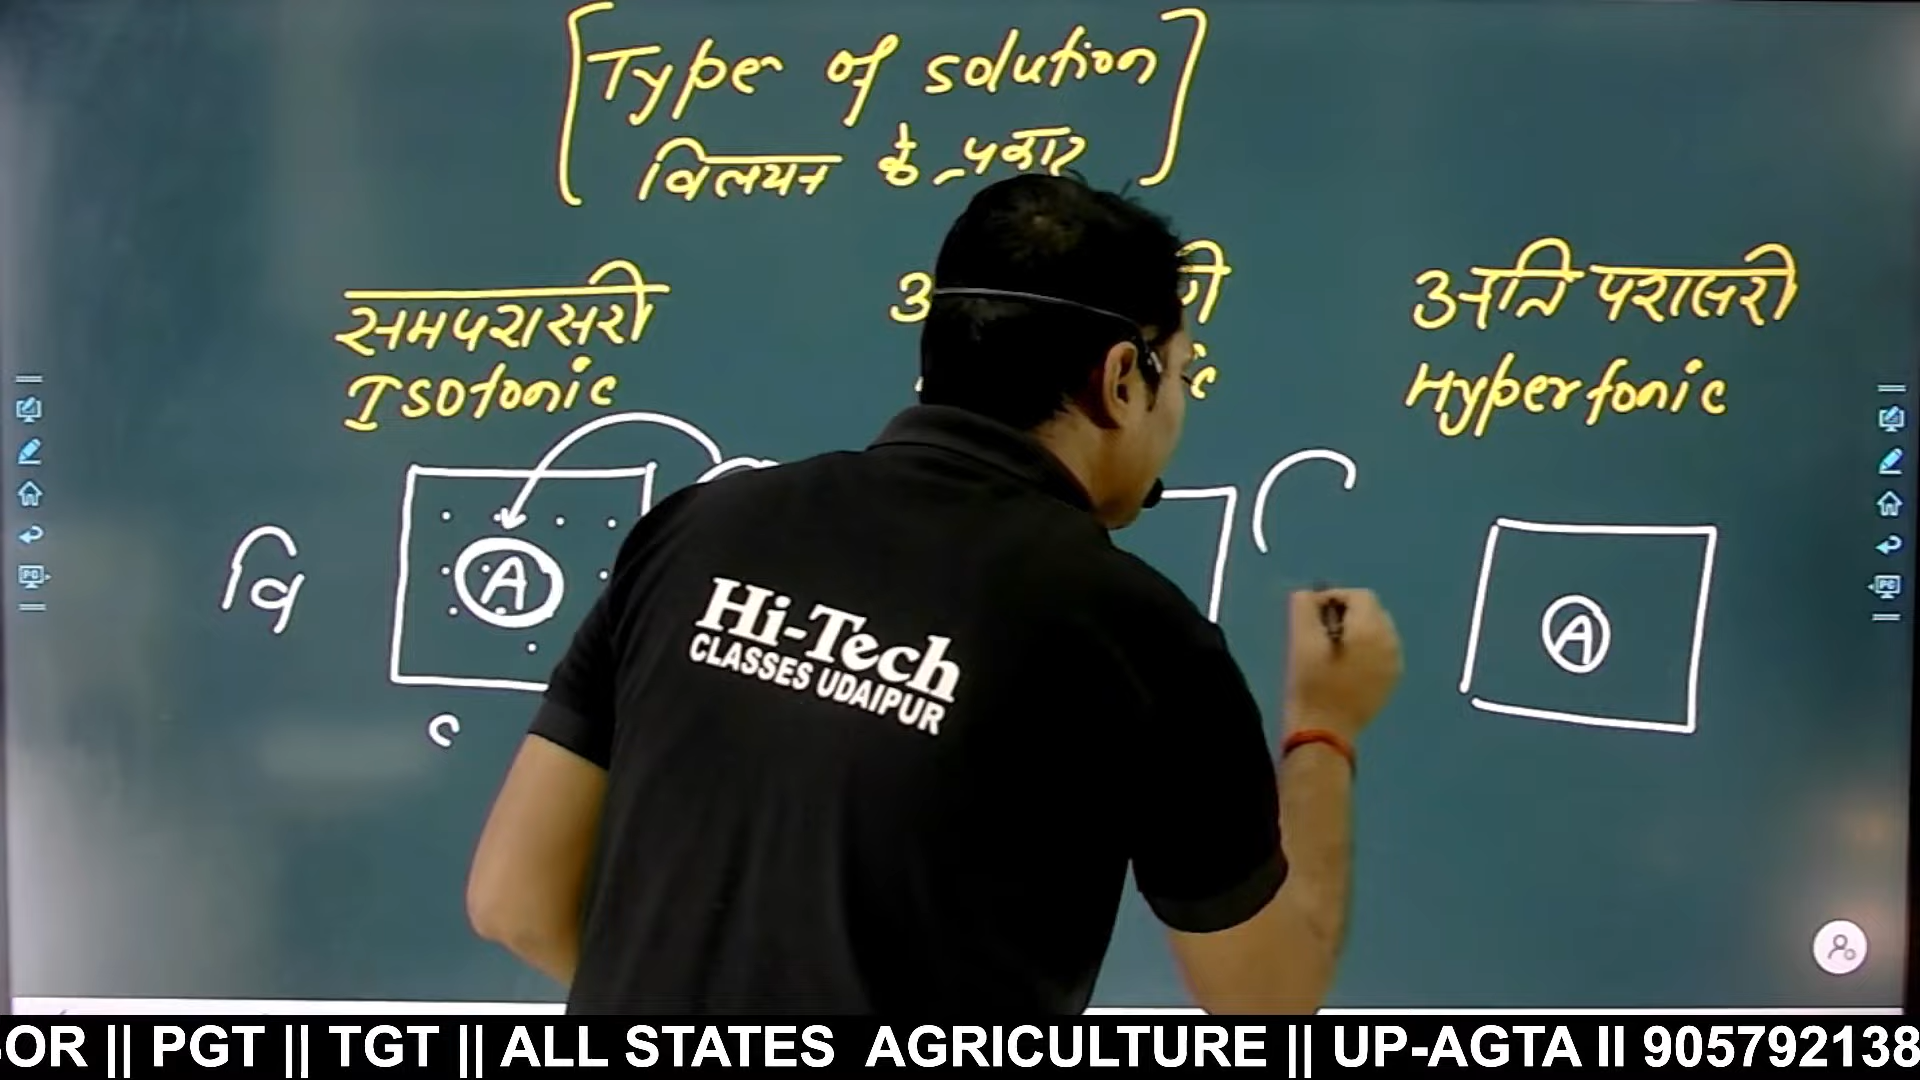 [Types of solution
विलयन के प्रकार]
समपरासरी
Isotonic
अति परासरी
Hypertonic
वि
A
A
C
Hi-Tech
CLASSES UDAIPUR
OR || PGT || TGT || ALL STATES AGRICULTURE || UP-AGTA II 905792138